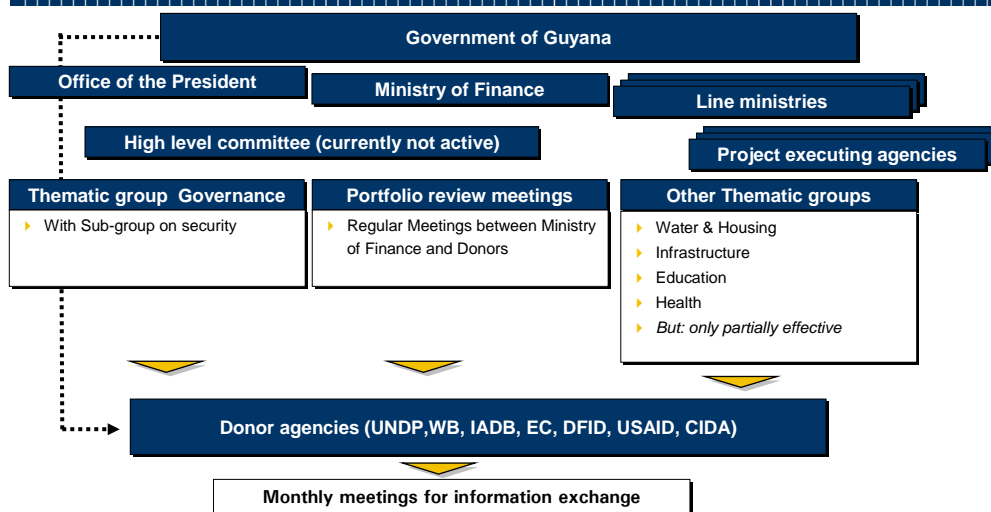 Government of Guyana
Office of the President
Ministry of Finance
Line ministries
High level committee (currently not active)
Project executing agencies
Thematic group Governance
With Sub-group on security
Portfolio review meetings
Regular Meetings between Ministry
of Finance and Donors
Other Thematic groups
Water & Housing
Infrastructure
Education
Health
But: only partially effective
Donor agencies (UNDP,WB, IADB, EC, DFID, USAID, CIDA)
Monthly meetings for information exchange